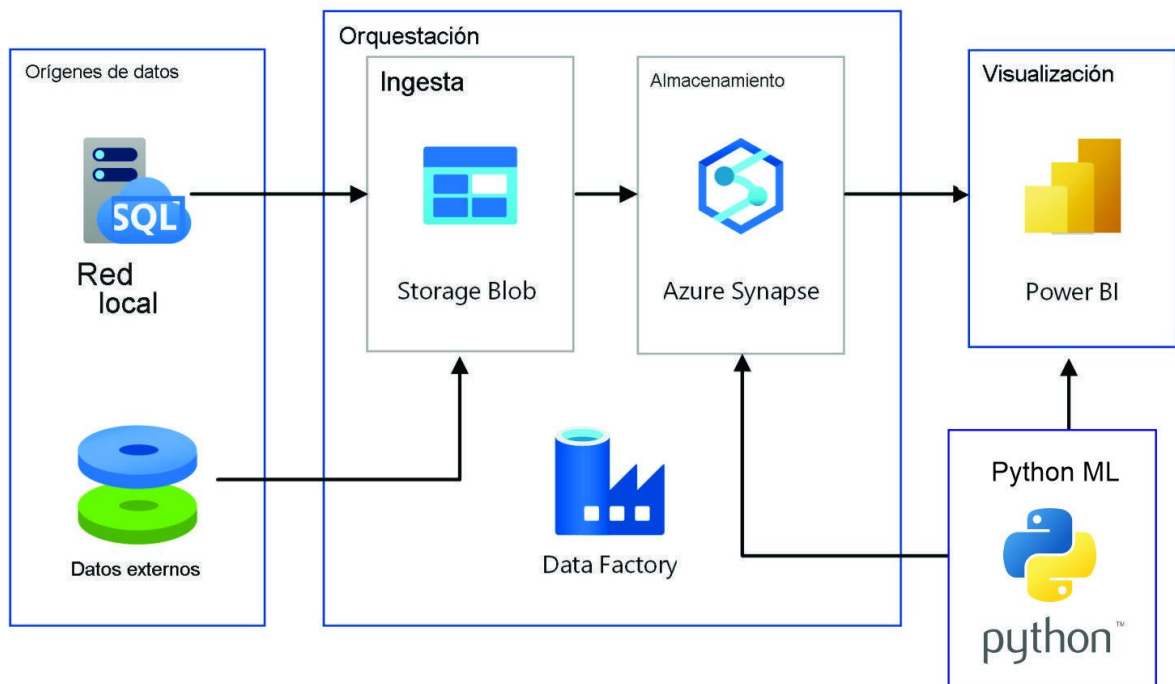 Orígenes de datos
SQL
Red
local
Datos externos
Orquestación
Ingesta
Storage Blob
Almacenamiento
Azure Synapse
Data Factory
Visualización
Power BI
Python ML
python™